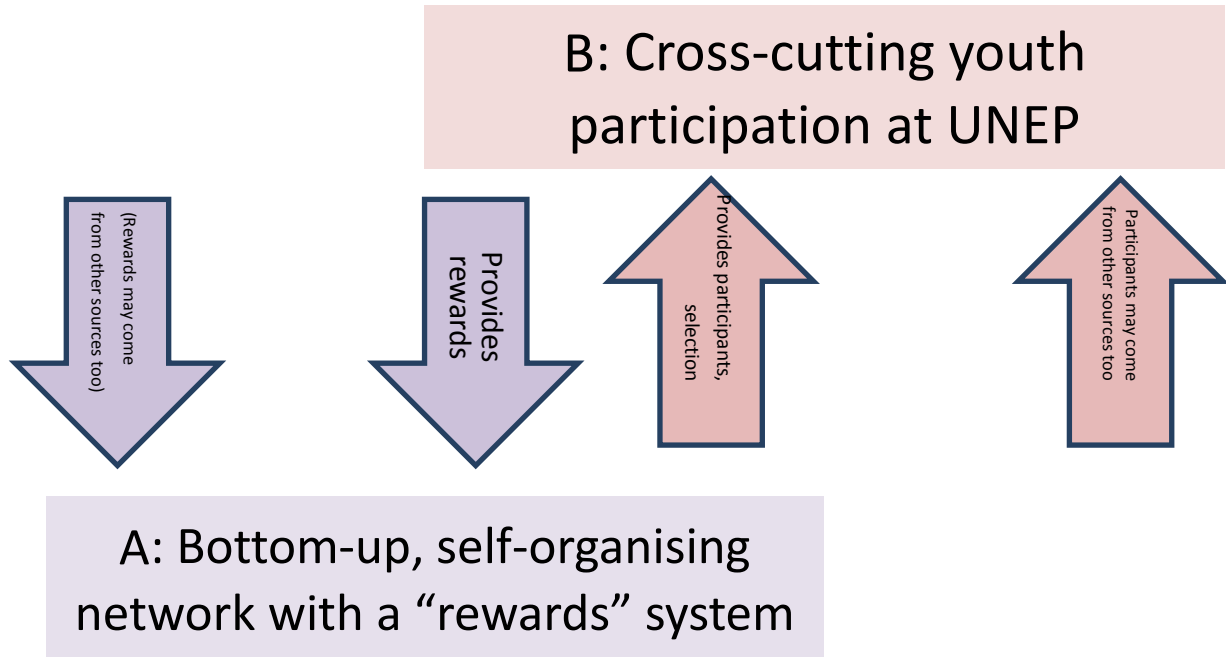 B: Cross-cutting youth
participation at UNEP
(Rewards may come
from other sources too)
Provides
rewards
Provides participants,
selection
Participants may come
from other sources too
A: Bottom-up, self-organising
network with a “rewards” system